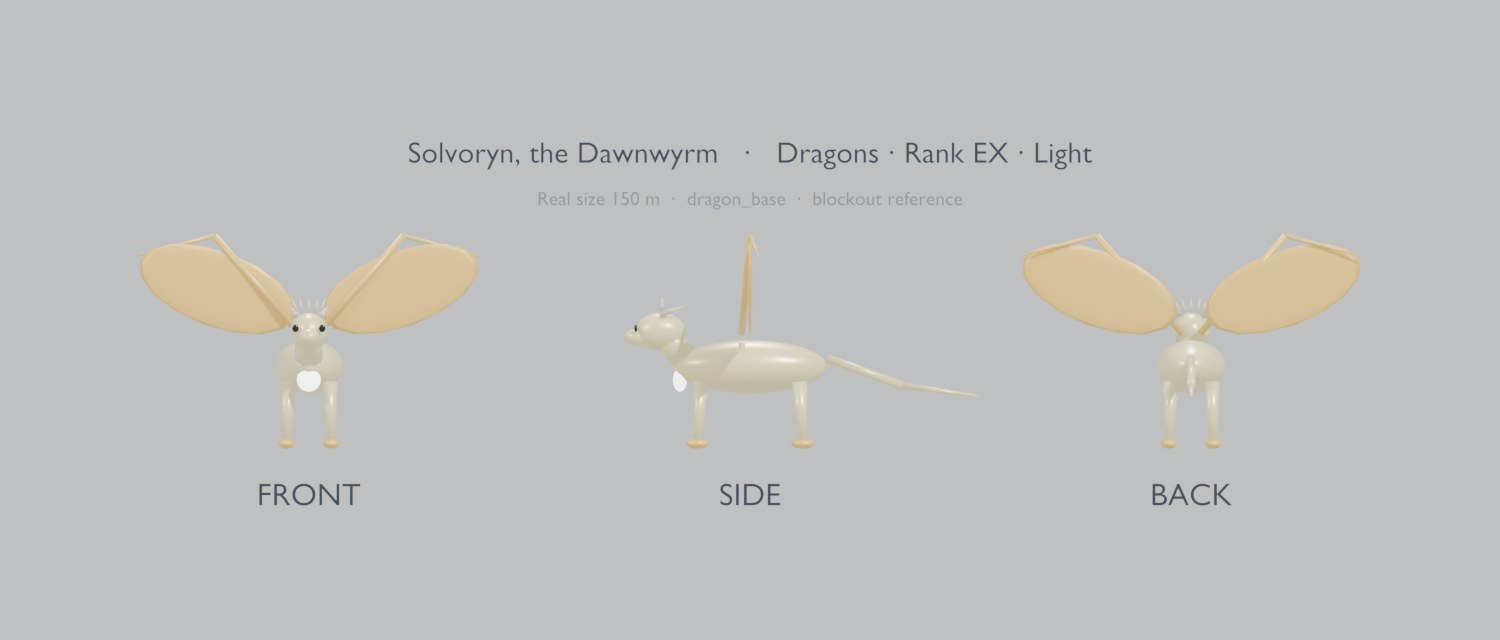 Solvoryn, the Dawnwyrm · Dragons · Rank EX · Light
Real size 150 m · dragon_base · blockout reference
FRONT
SIDE
BACK